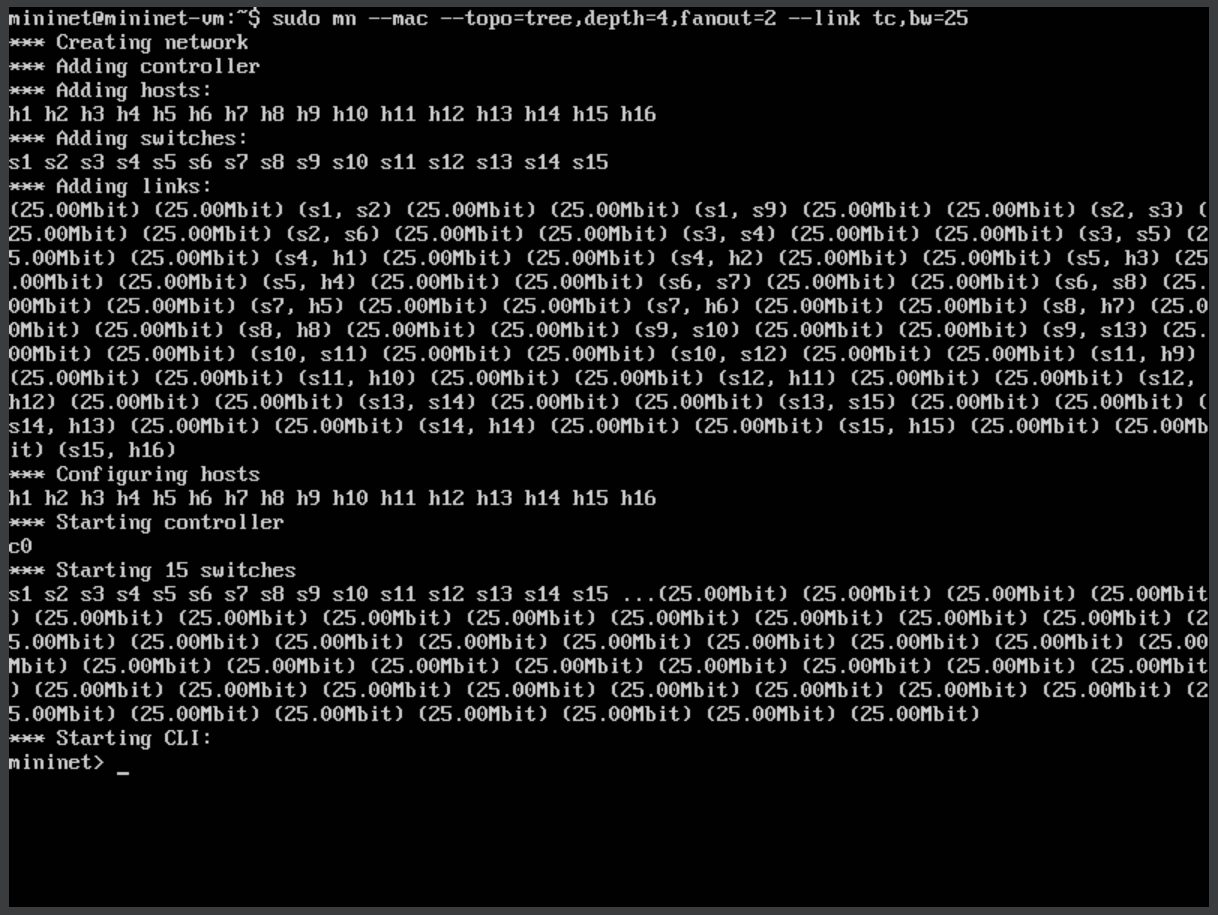 mininet@mininet-vm:~$ sudo mn --mac --topo=tree,depth=4,fanout=2 --link tc,bw=25
*** Creating network
*** Adding controller
*** Adding hosts:
h1 h2 h3 h4 h5 h6 h7 h8 h9 h10 h11 h12 h13 h14 h15 h16
*** Adding switches:
s1 s2 s3 s4 s5 s6 s7 s8 s9 s10 s11 s12 s13 s14 s15
*** Adding links:
(25.00Mbit) (25.00Mbit) (s1, s2) (25.00Mbit) (25.00Mbit) (s1, s9) (25.00Mbit) (25.00Mbit) (s2, s3) (
25.00Mbit) (25.00Mbit) (s2, s6) (25.00Mbit) (25.00Mbit) (s3, s4) (25.00Mbit) (25.00Mbit) (s3, s5) (2
5.00Mbit) (25.00Mbit) (s4, h1) (25.00Mbit) (25.00Mbit) (s4, h2) (25.00Mbit) (25.00Mbit) (s5, h3) (25
.00Mbit) (25.00Mbit) (s5, h4) (25.00Mbit) (25.00Mbit) (s6, s7) (25.00Mbit) (25.00Mbit) (s6, s8) (25.
00Mbit) (25.00Mbit) (s7, h5) (25.00Mbit) (25.00Mbit) (s7, h6) (25.00Mbit) (25.00Mbit) (s8, h7) (25.0
0Mbit) (25.00Mbit) (s8, h8) (25.00Mbit) (25.00Mbit) (s9, s10) (25.00Mbit) (25.00Mbit) (s9, s13) (25.
00Mbit) (25.00Mbit) (s10, s11) (25.00Mbit) (25.00Mbit) (s10, s12) (25.00Mbit) (25.00Mbit) (s11, h9)
(25.00Mbit) (25.00Mbit) (s11, h10) (25.00Mbit) (25.00Mbit) (s12, h11) (25.00Mbit) (25.00Mbit) (s12,
h12) (25.00Mbit) (25.00Mbit) (s13, s14) (25.00Mbit) (25.00Mbit) (s13, s15) (25.00Mbit) (25.00Mbit) (
s14, h13) (25.00Mbit) (25.00Mbit) (s14, h14) (25.00Mbit) (25.00Mbit) (s15, h15) (25.00Mbit) (25.00Mb
it) (s15, h16)
*** Configuring hosts
h1 h2 h3 h4 h5 h6 h7 h8 h9 h10 h11 h12 h13 h14 h15 h16
*** Starting controller
c0
*** Starting 15 switches
s1 s2 s3 s4 s5 s6 s7 s8 s9 s10 s11 s12 s13 s14 s15 ...(25.00Mbit) (25.00Mbit) (25.00Mbit) (25.00Mbit
) (25.00Mbit) (25.00Mbit) (25.00Mbit) (25.00Mbit) (25.00Mbit) (25.00Mbit) (25.00Mbit) (25.00Mbit) (2
5.00Mbit) (25.00Mbit) (25.00Mbit) (25.00Mbit) (25.00Mbit) (25.00Mbit) (25.00Mbit) (25.00Mbit) (25.00
Mbit) (25.00Mbit) (25.00Mbit) (25.00Mbit) (25.00Mbit) (25.00Mbit) (25.00Mbit) (25.00Mbit) (25.00Mbit
) (25.00Mbit) (25.00Mbit) (25.00Mbit) (25.00Mbit) (25.00Mbit) (25.00Mbit) (25.00Mbit) (25.00Mbit) (2
5.00Mbit) (25.00Mbit) (25.00Mbit) (25.00Mbit) (25.00Mbit) (25.00Mbit) (25.00Mbit)
*** Starting CLI:
mininet> _